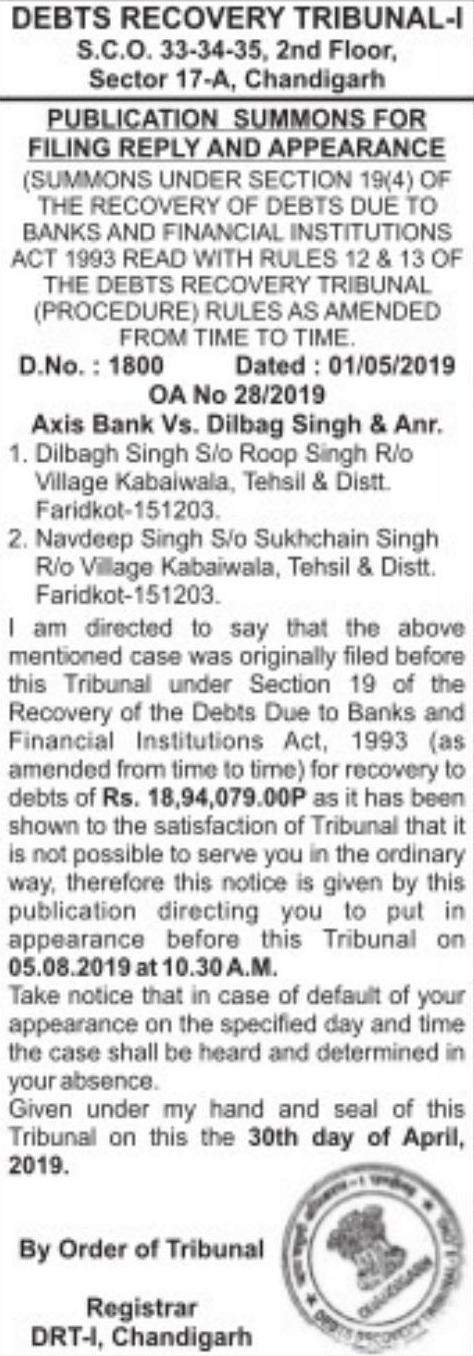 DEBTS RECOVERY TRIBUNAL-I
S.C.O. 33-34-35, 2nd Floor,
Sector 17-A, Chandigarh
PUBLICATION SUMMONS FOR
FILING REPLY AND APPEARANCE
(SUMMONS UNDER SECTION 19(4) OF
THE RECOVERY OF DEBTS DUE TO
BANKS AND FINANCIAL INSTITUTIONS
ACT 1993 READ WITH RULES 12 & 13 OF
THE DEBTS RECOVERY TRIBUNAL
(PROCEDURE) RULES AS AMENDED
FROM TIME TO TIME.
D.No. : 1800 Dated : 01/05/2019
OA No 28/2019
Axis Bank Vs. Dilbag Singh & Anr.
1. Dilbagh Singh S/o Roop Singh R/o
Village Kabaiwala, Tehsil & Distt.
Faridkot-151203.
2. Navdeep Singh S/o Sukhchain Singh
R/o Village Kabaiwala, Tehsil & Distt.
Faridkot-151203.
I am directed to say that the above
mentioned case was originally filed before
this Tribunal under Section 19 of the
Recovery of the Debts Due to Banks and
Financial Institutions Act, 1993 (as
amended from time to time) for recovery to
debts of Rs. 18,94,079.00P as it has been
shown to the satisfaction of Tribunal that it
is not possible to serve you in the ordinary
way, therefore this notice is given by this
publication directing you to put in
appearance before this Tribunal on
05.08.2019 at 10.30 A.M.
Take notice that in case of default of your
appearance on the specified day and time
the case shall be heard and determined in
your absence.
Given under my hand and seal of this
Tribunal on this the 30th day of April,
2019.
By Order of Tribunal
Registrar
DRT-I, Chandigarh
CHANDIGARH
DEBTS RECOVERY TRIBUNAL